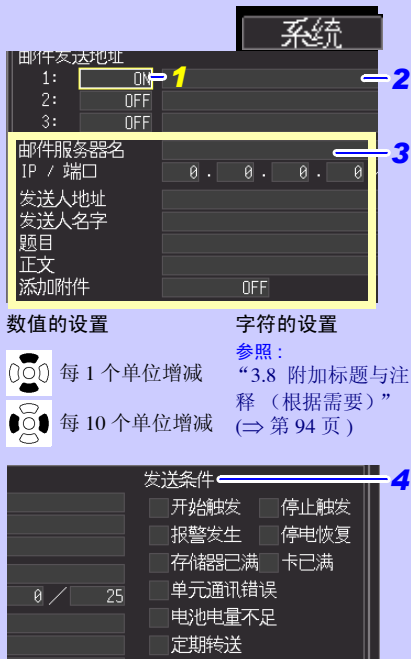 系统
邮件发送地址
1: ON 1 2
2: OFF
3: OFF
邮件服务器名 3
IP / 端口 0 . 0 . 0 . 0
发送人地址
发送人名字
题目
正文
添加附件 OFF
数值的设置
每 1 个单位增减
每 10 个单位增减
字符的设置
参照:
“3.8 附加标题与注
释 （根据需要）”
(⇒ 第 94 页 )
发送条件 4
开始触发 停止触发
报警发生 停电恢复
存储器已满 卡已满
0 / 25 单元通讯错误
电池电量不足
定期转送